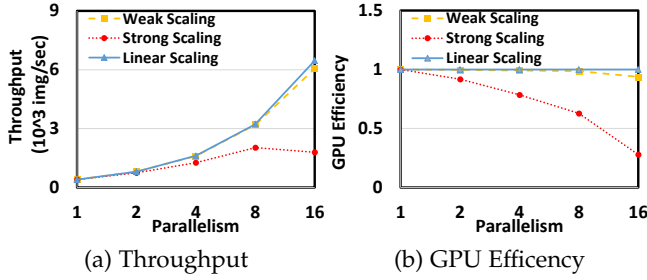 Throughput
(10^3 img/sec)
9
6
3
0
Weak Scaling
Strong Scaling
Linear Scaling
1 2 4 8 16
Parallelism
(a) Throughput
GPU Efficiency
1.5
1
0.5
0
Weak Scaling
Strong Scaling
Linear Scaling
1 2 4 8 16
Parallelism
(b) GPU Efficency